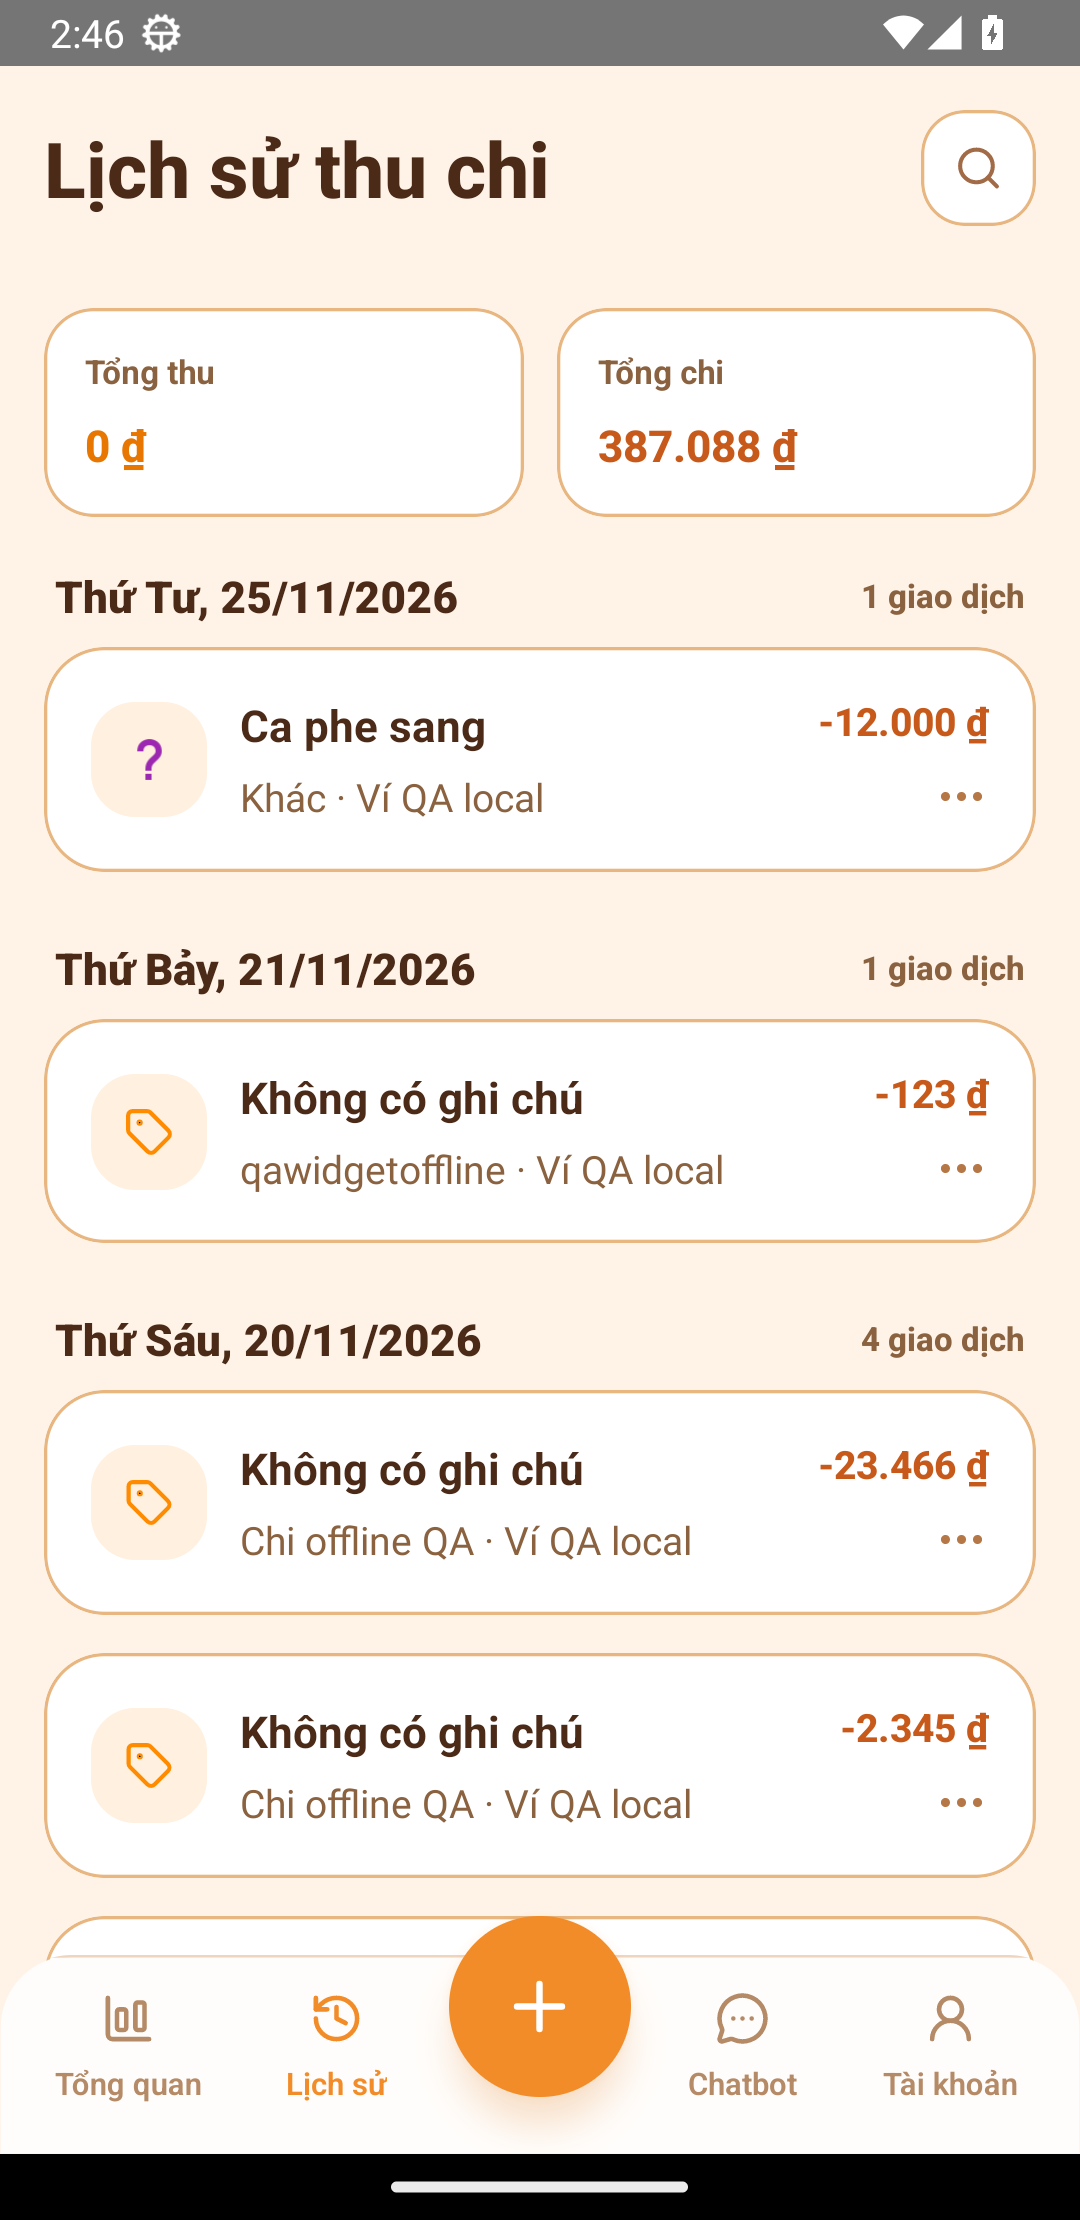 2:46
Lịch sử thu chi
Tổng thu
0 ₫
Tổng chi
387.088 ₫
Thứ Tư, 25/11/2026
1 giao dịch
Ca phe sang
-12.000 ₫
Khác · Ví QA local
Thứ Bảy, 21/11/2026
1 giao dịch
Không có ghi chú
-123 ₫
qawidgetoffline · Ví QA local
Thứ Sáu, 20/11/2026
4 giao dịch
Không có ghi chú
-23.466 ₫
Chi offline QA · Ví QA local
Không có ghi chú
-2.345 ₫
Chi offline QA · Ví QA local
Tổng quan
Lịch sử
Chatbot
Tài khoản